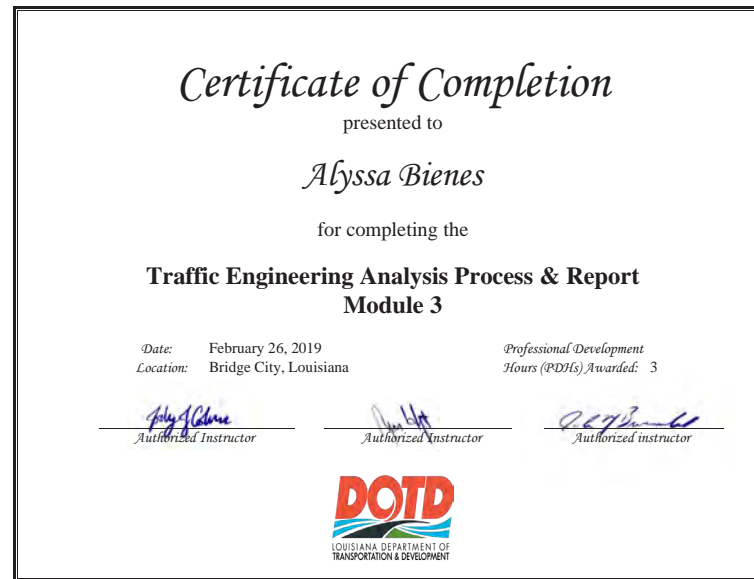 Certificate of Completion
presented to
Alyssa Bienes
for completing the
Traffic Engineering Analysis Process & Report
Module 3
Date: February 26, 2019
Location: Bridge City, Louisiana
Professional Development
Hours (PDHs) Awarded: 3
Authorized Instructor
Authorized Instructor
Authorized instructor
DOTD
LOUISIANA DEPARTMENT OF
TRANSPORTATION & DEVELOPMENT